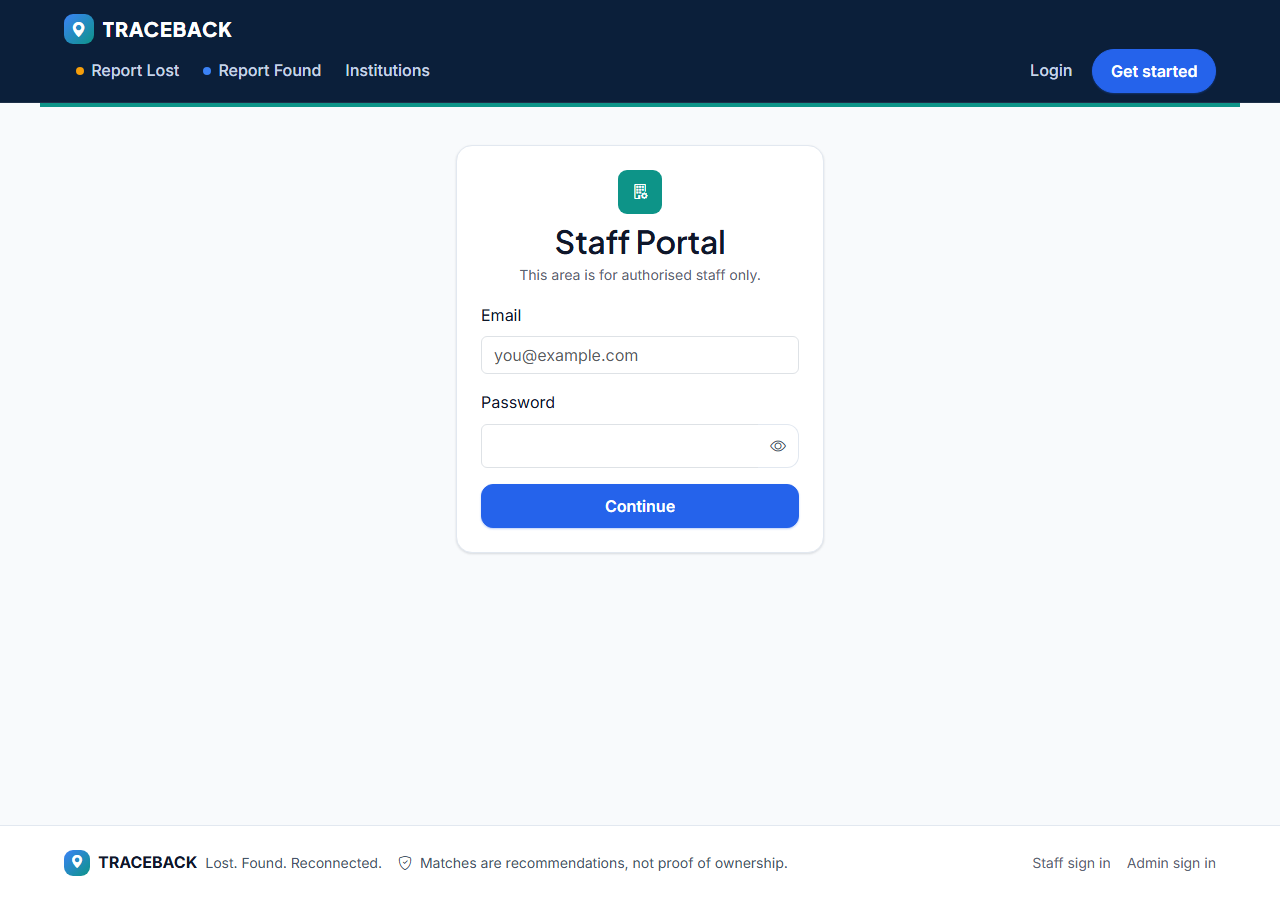 TRACEBACK
Report Lost Report Found Institutions Login Get started
Staff Portal
This area is for authorised staff only.
Email
you@example.com
Password
Continue
TRACEBACK Lost. Found. Reconnected. Matches are recommendations, not proof of ownership. Staff sign in Admin sign in